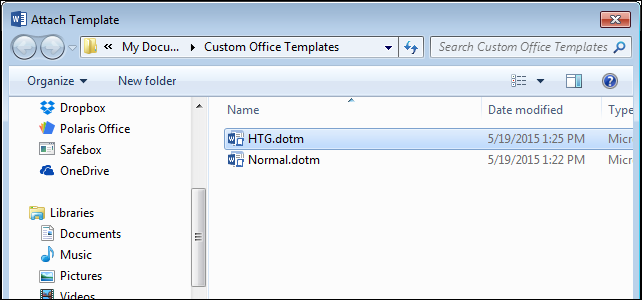 Attach Template
« My Docu... Custom Office Templates Search Custom Office Templates
Organize New folder
Name Date modified Type
Dropbox
Polaris Office
Safebox
OneDrive
Libraries
Documents
Music
Pictures
Videos
HTG.dotm 5/19/2015 1:25 PM Micr
Normal.dotm 5/19/2015 1:22 PM Micr